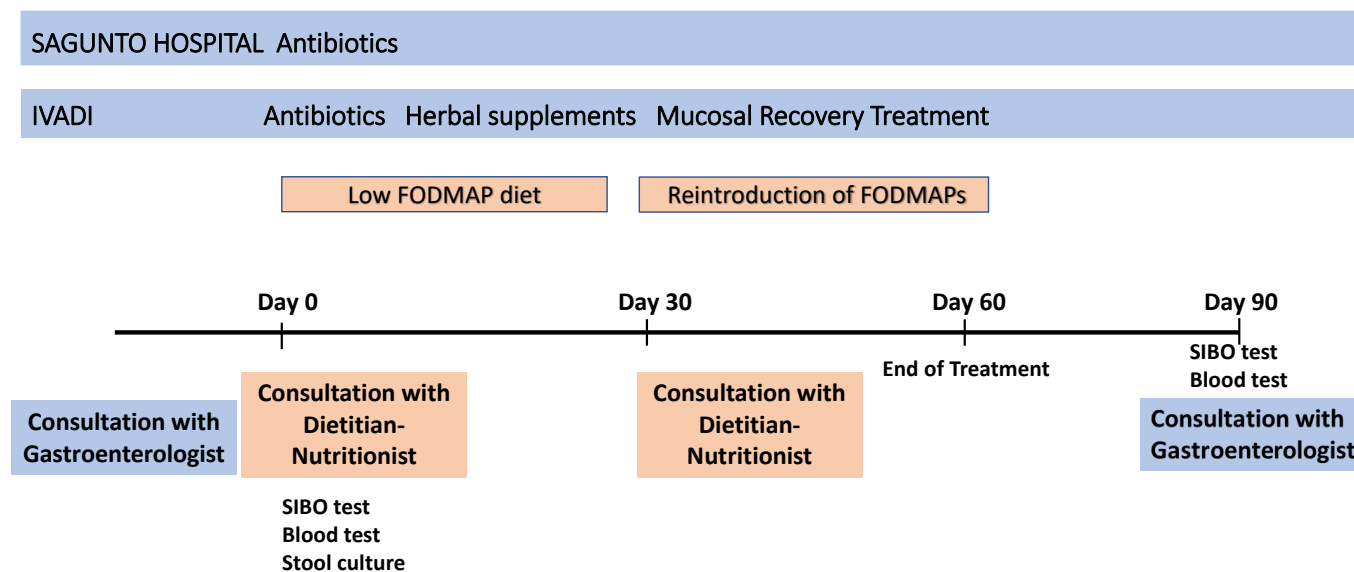 SAGUNTO HOSPITAL Antibiotics
IVADI Antibiotics Herbal supplements Mucosal Recovery Treatment
Low FODMAP diet
Reintroduction of FODMAPs
Day 0
Day 30
Day 60
Day 90
End of Treatment
SIBO test
Blood test
Consultation with
Gastroenterologist
Consultation with
Dietitian-
Nutritionist
Consultation with
Dietitian-
Nutritionist
Consultation with
Gastroenterologist
SIBO test
Blood test
Stool culture